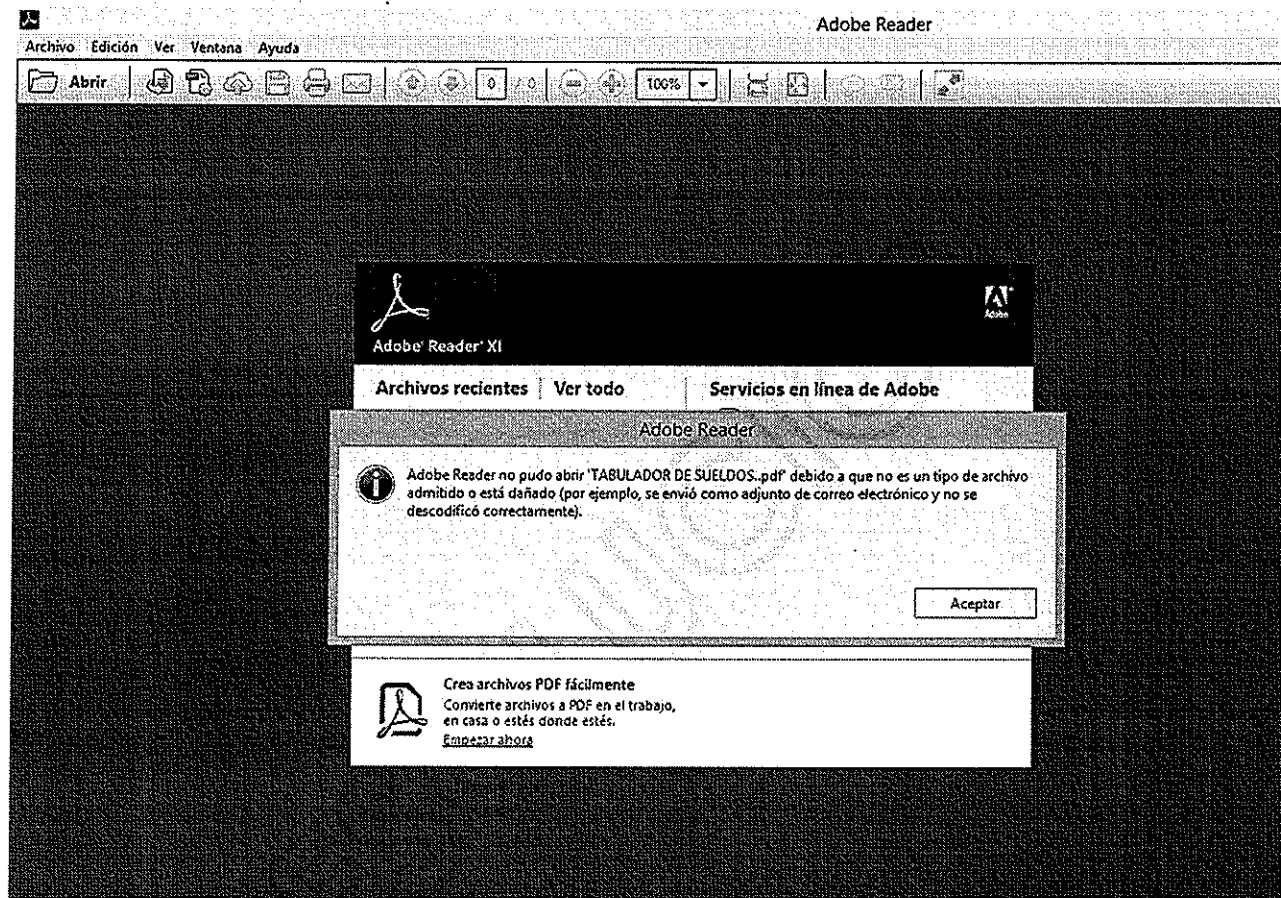 Adobe Reader
Archivo Edición Ver Ventana Ayuda
Abrir 0 / 0 100%
Adobe
Adobe® Reader® XI
Archivos recientes | Ver todo Servicios en línea de Adobe
Adobe Reader
Adobe Reader no pudo abrir 'TABULADOR DE SUELDOS..pdf' debido a que no es un tipo de archivo
admitido o está dañado (por ejemplo, se envió como adjunto de correo electrónico y no se
descodificó correctamente).
Aceptar
Crea archivos PDF fácilmente
Convierte archivos a PDF en el trabajo,
en casa o estés donde estés.
Empezar ahora